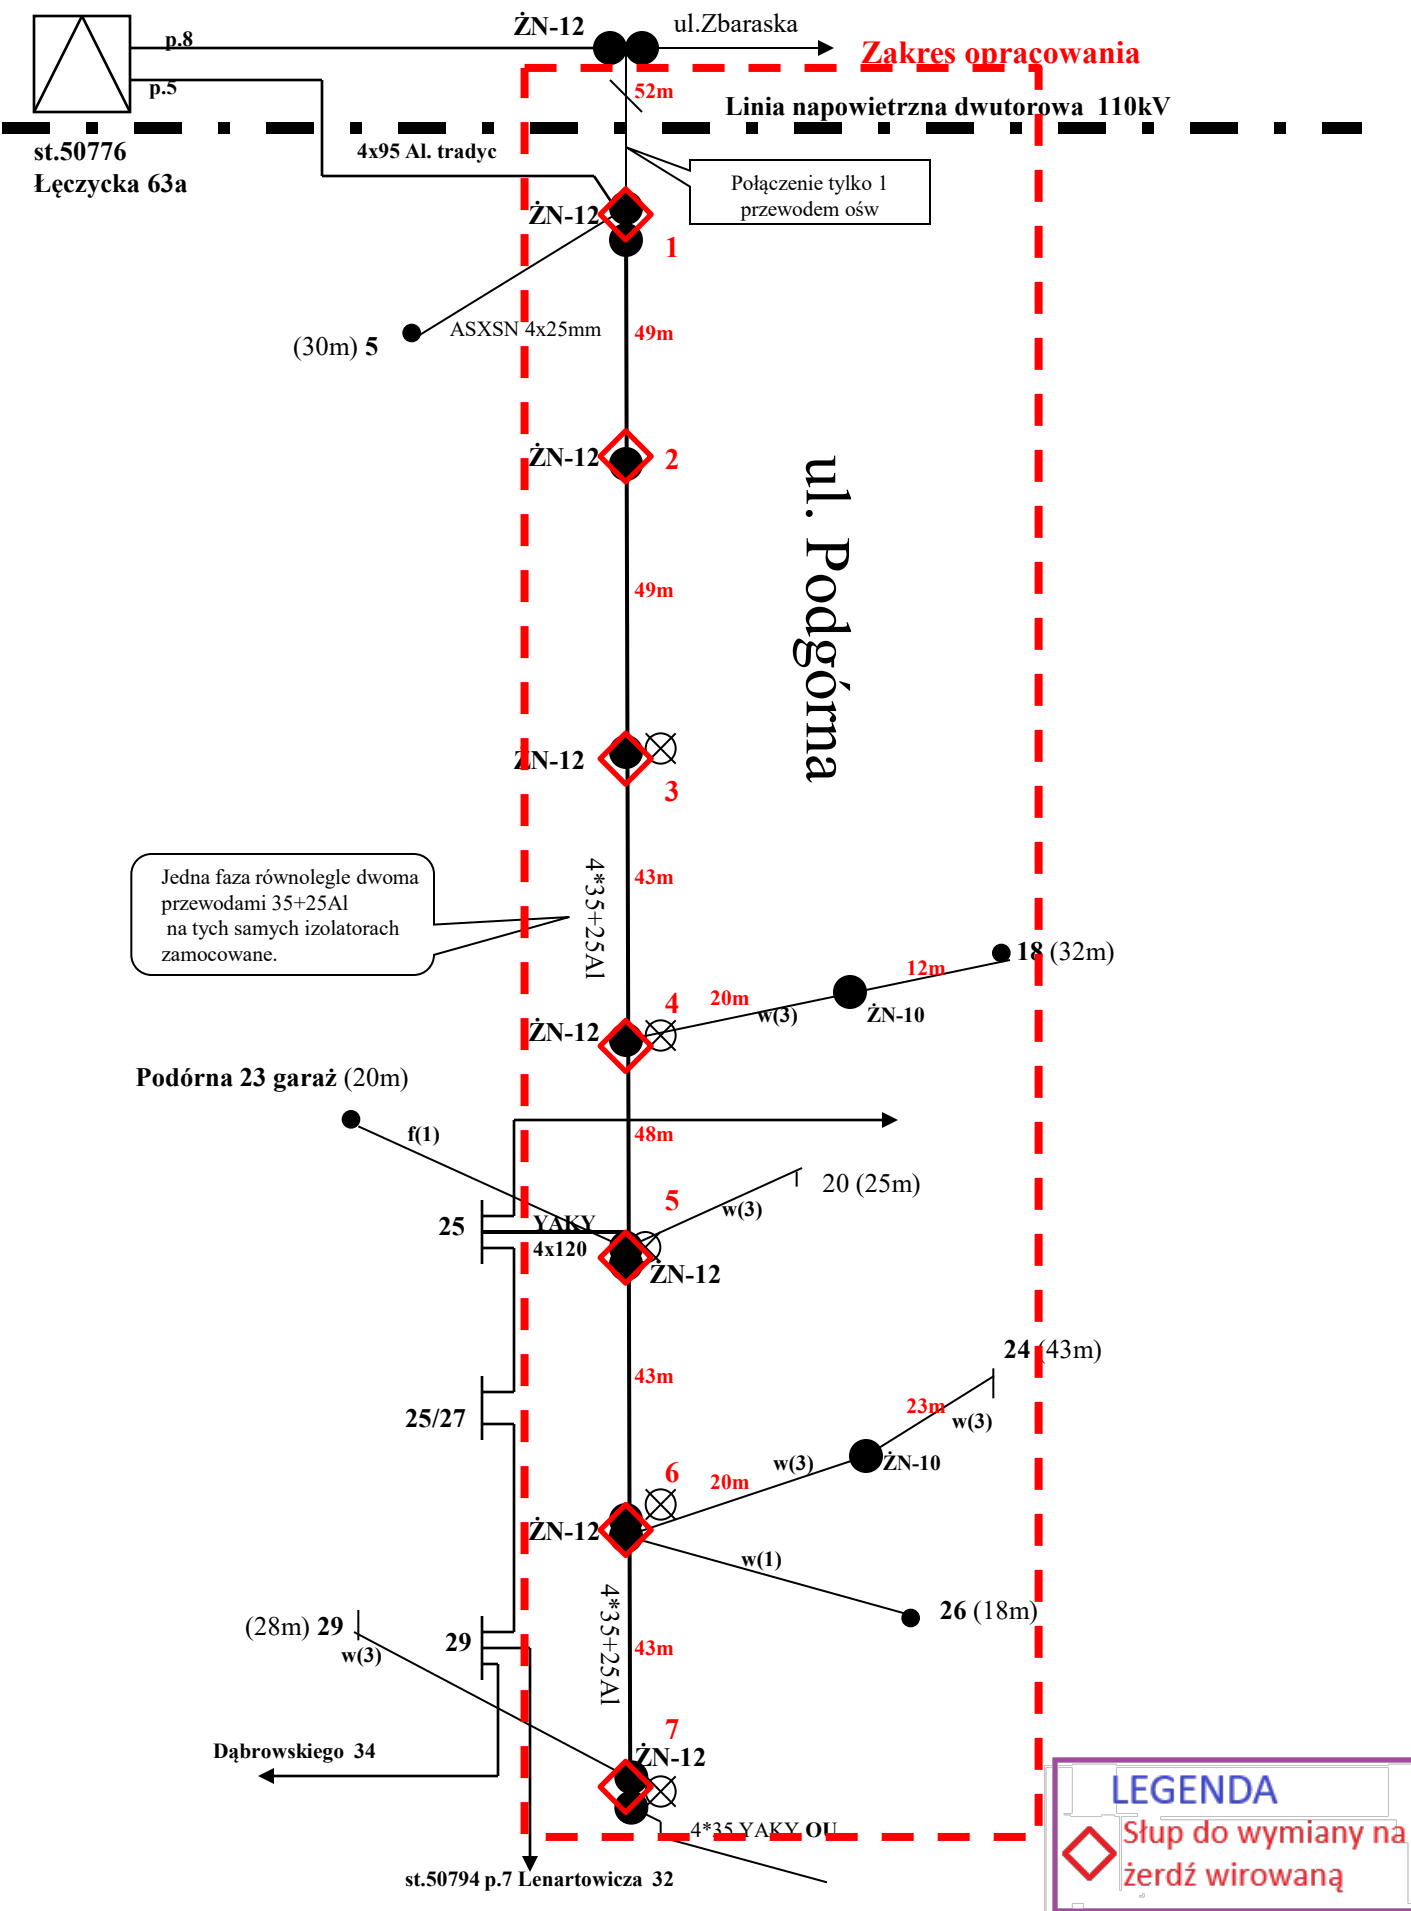 ŻN-12
ul.Zbaraska
p.8
Zakres opracowania
p.5
52m
Linia napowietrzna dwutorowa 110kV
st.50776
Łęczycka 63a
4x95 Al. tradyc
Połączenie tylko 1
przewodem ośw
ŻN-12
1
ASXSN 4x25mm
49m
(30m) 5
ŻN-12
2
ul. Podgórna
49m
ŻN-12
3
Jedna faza równolegle dwoma
przewodami 35+25Al
na tych samych izolatorach
zamocowane.
4*35+25Al
43m
18 (32m)
12m
20m
w(3)
ŻN-10
4
ŻN-12
Podórna 23 garaż (20m)
f(1)
48m
20 (25m)
5
w(3)
25
YAKY
4x120
ŻN-12
24 (43m)
43m
23m
w(3)
25/27
6
w(3)
ŻN-10
20m
ŻN-12
w(1)
4*35+25Al
26 (18m)
(28m) 29
w(3)
29
43m
7
Dąbrowskiego 34
ŻN-12
4*35 YAKY OU
st.50794 p.7 Lenartowicza 32
LEGENDA
Słup do wymiany na
żerdź wirowaną